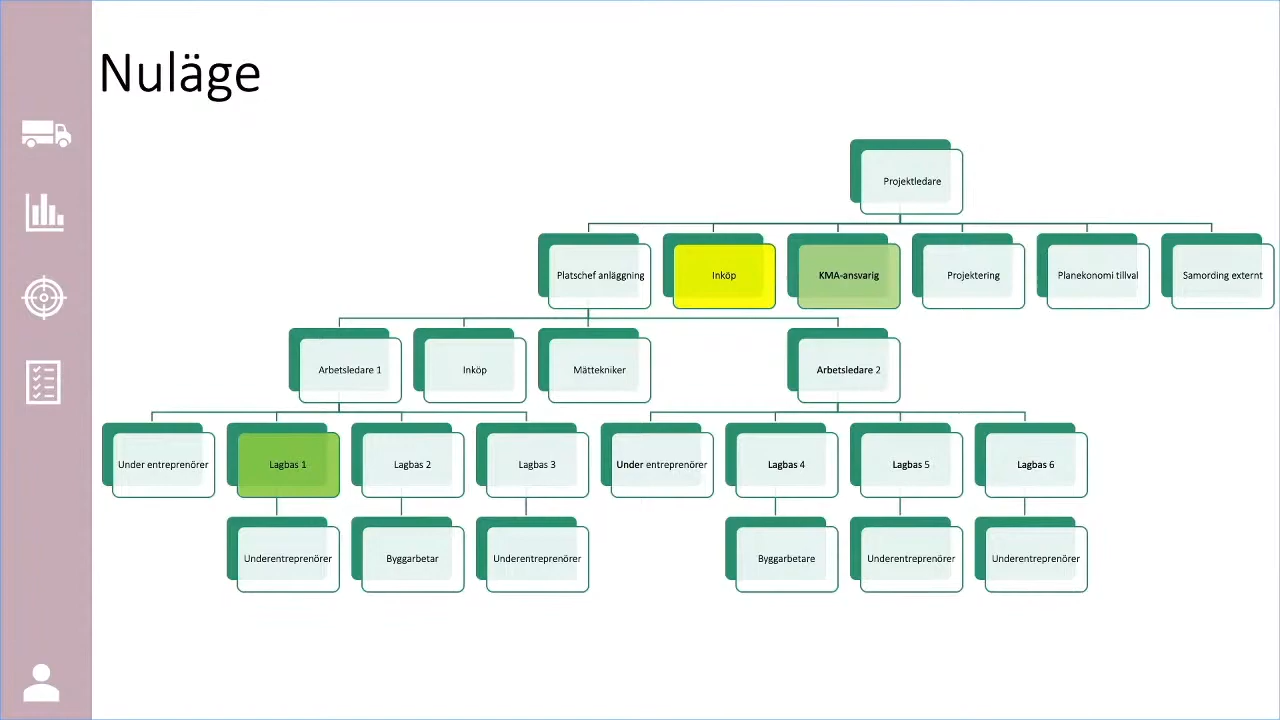 Nuläge
Projektledare
Platschef anläggning
Inköp
KMA-ansvarig
Projektering
Planekonomi tillval
Samording externt
Arbetsledare 1
Inköp
Mättekniker
Arbetsledare 2
Under entreprenörer
Lagbas 1
Lagbas 2
Lagbas 3
Under entreprenörer
Lagbas 4
Lagbas 5
Lagbas 6
Underentreprenörer
Byggarbetar
Underentreprenörer
Byggarbetare
Underentreprenörer
Underentreprenörer